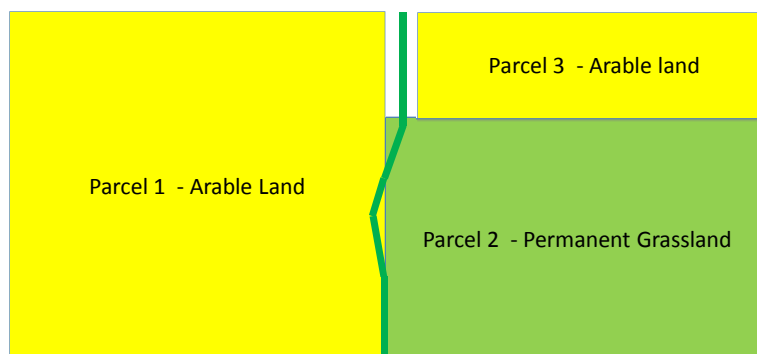 Parcel 3  - Arable land
Parcel 1  - Arable Land
Parcel 2  - Permanent Grassland